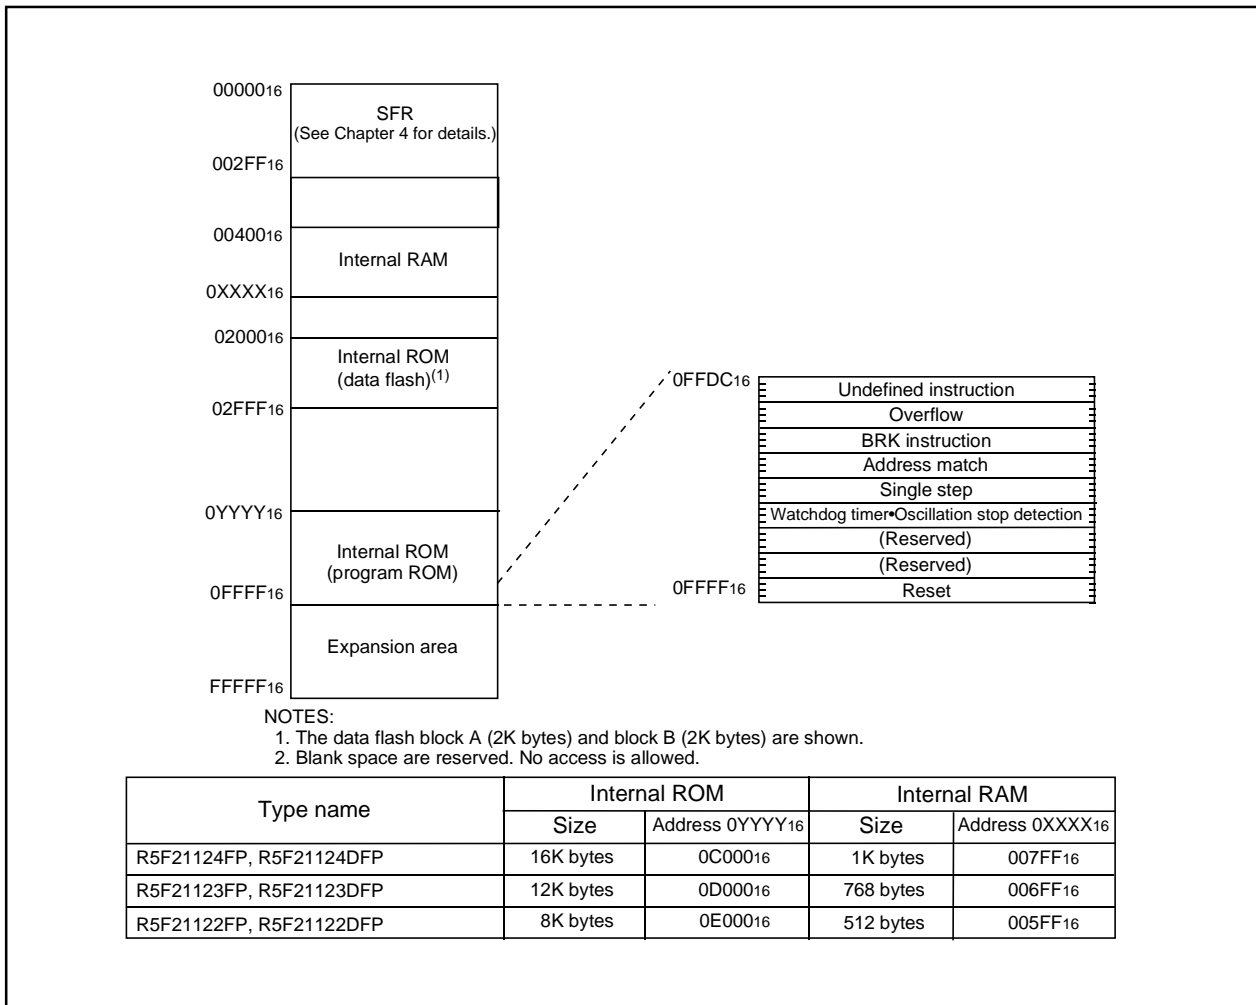 00000₁₆
SFR
(See Chapter 4 for details.)
002FF₁₆
00400₁₆
Internal RAM
0XXXX₁₆
02000₁₆
Internal ROM
(data flash)(1)
02FFF₁₆
0YYYY₁₆
Internal ROM
(program ROM)
0FFFF₁₆
Expansion area
FFFFF₁₆
0FFDC₁₆
Undefined instruction
Overflow
BRK instruction
Address match
Single step
Watchdog timer•Oscillation stop detection
(Reserved)
(Reserved)
0FFFF₁₆
Reset
NOTES:
1. The data flash block A (2K bytes) and block B (2K bytes) are shown.
2. Blank space are reserved. No access is allowed.
Type name Internal ROM Internal RAM
Size Address 0YYYY₁₆ Size Address 0XXXX₁₆
R5F21124FP, R5F21124DFP 16K bytes 0C000₁₆ 1K bytes 007FF₁₆
R5F21123FP, R5F21123DFP 12K bytes 0D000₁₆ 768 bytes 006FF₁₆
R5F21122FP, R5F21122DFP 8K bytes 0E000₁₆ 512 bytes 005FF₁₆